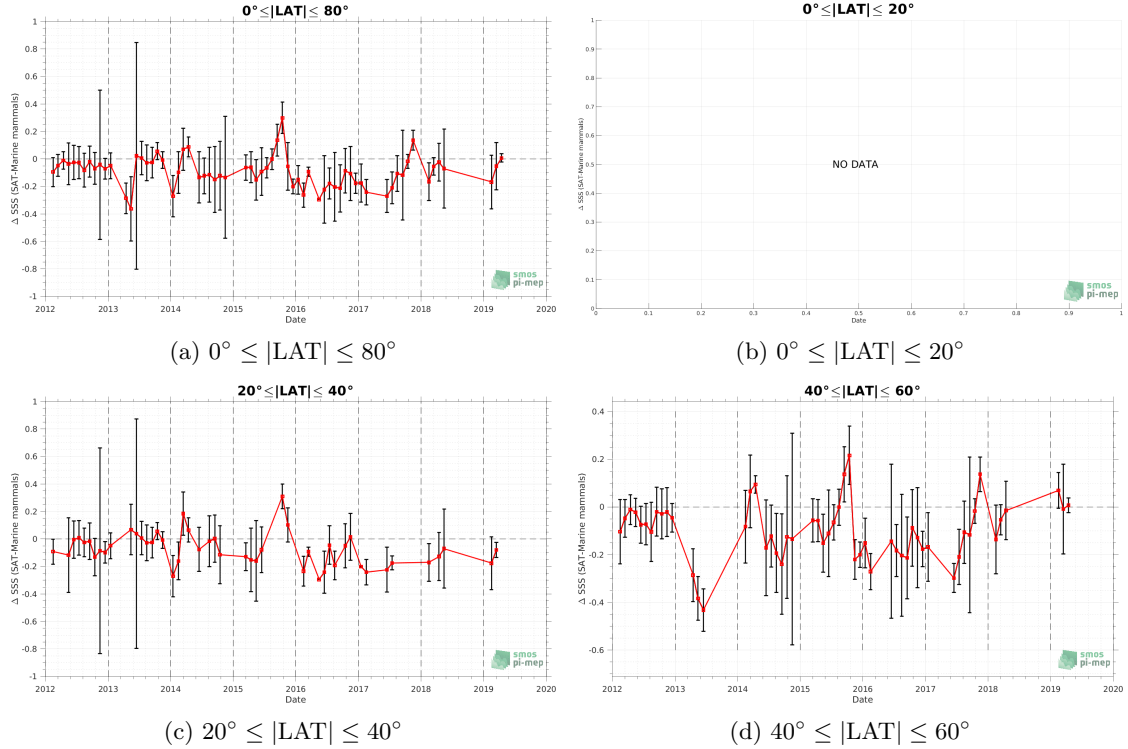 0°≤|LAT|≤ 80°
Δ SSS (SAT-Marine mammals)
1
0.8
0.6
0.4
0.2
0
-0.2
-0.4
-0.6
-0.8
-1
2012 2013 2014 2015 2016 2017 2018 2019 2020
Date
smos
pi-mep
(a) 0° ≤ |LAT| ≤ 80°
0°≤|LAT|≤ 20°
Δ SSS (SAT-Marine mammals)
1
0.9
0.8
0.7
0.6
0.5
0.4
0.3
0.2
0.1
0
NO DATA
0 0.1 0.2 0.3 0.4 0.5 0.6 0.7 0.8 0.9 1
Date
smos
pi-mep
(b) 0° ≤ |LAT| ≤ 20°
20°≤|LAT|≤ 40°
Δ SSS (SAT-Marine mammals)
1
0.8
0.6
0.4
0.2
0
-0.2
-0.4
-0.6
-0.8
-1
2012 2013 2014 2015 2016 2017 2018 2019 2020
Date
smos
pi-mep
(c) 20° ≤ |LAT| ≤ 40°
40°≤|LAT|≤ 60°
Δ SSS (SAT-Marine mammals)
0.4
0.2
0
-0.2
-0.4
-0.6
2012 2013 2014 2015 2016 2017 2018 2019 2020
Date
smos
pi-mep
(d) 40° ≤ |LAT| ≤ 60°